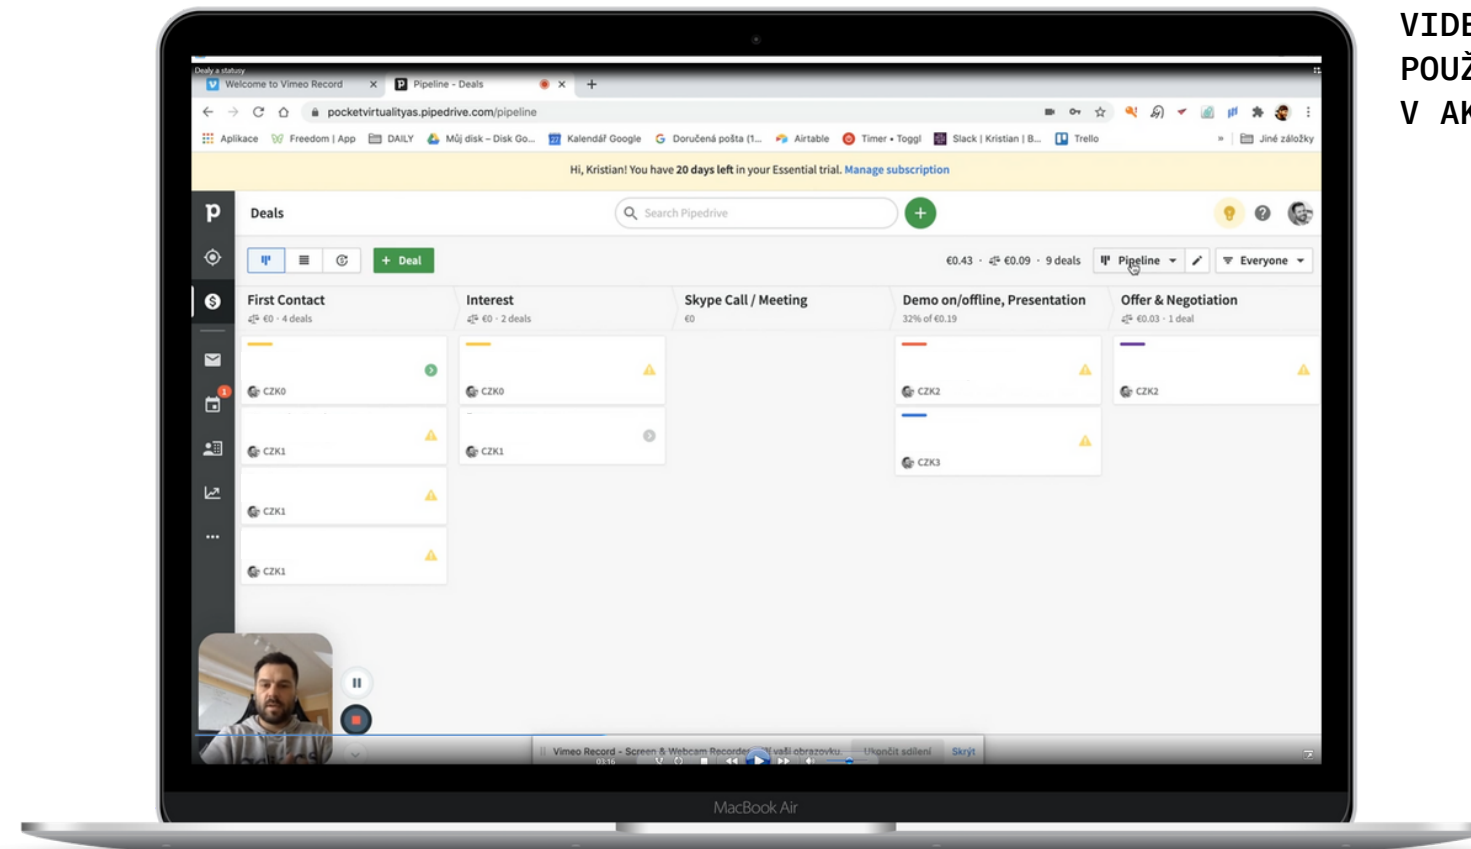 VIDE
POUŽ
V AK
Dealy a statusy
Welcome to Vimeo Record
Pipeline - Deals
pocketvirtualityas.pipedrive.com/pipeline
Aplikace Freedom | App DAILY Můj disk – Disk Go... 27 Kalendář Google Doručená pošta (1... Airtable Timer • Toggl Slack | Kristian | B... Trello » Jiné záložky
Hi, Kristian! You have 20 days left in your Essential trial. Manage subscription
p Deals Search Pipedrive
+ Deal €0.43 · €0.09 · 9 deals Pipeline Everyone
First Contact
€0 · 4 deals
Interest
€0 · 2 deals
Skype Call / Meeting
€0
Demo on/offline, Presentation
32% of €0.19
Offer & Negotiation
€0.03 · 1 deal
1
CZK0
CZK1
CZK1
CZK1
CZK0
CZK1
CZK2
CZK3
CZK2
Vimeo Record - Screen & Webcam Recorder vaši obrazovku. Ukončit sdílení Skrýt
03:16
MacBook Air